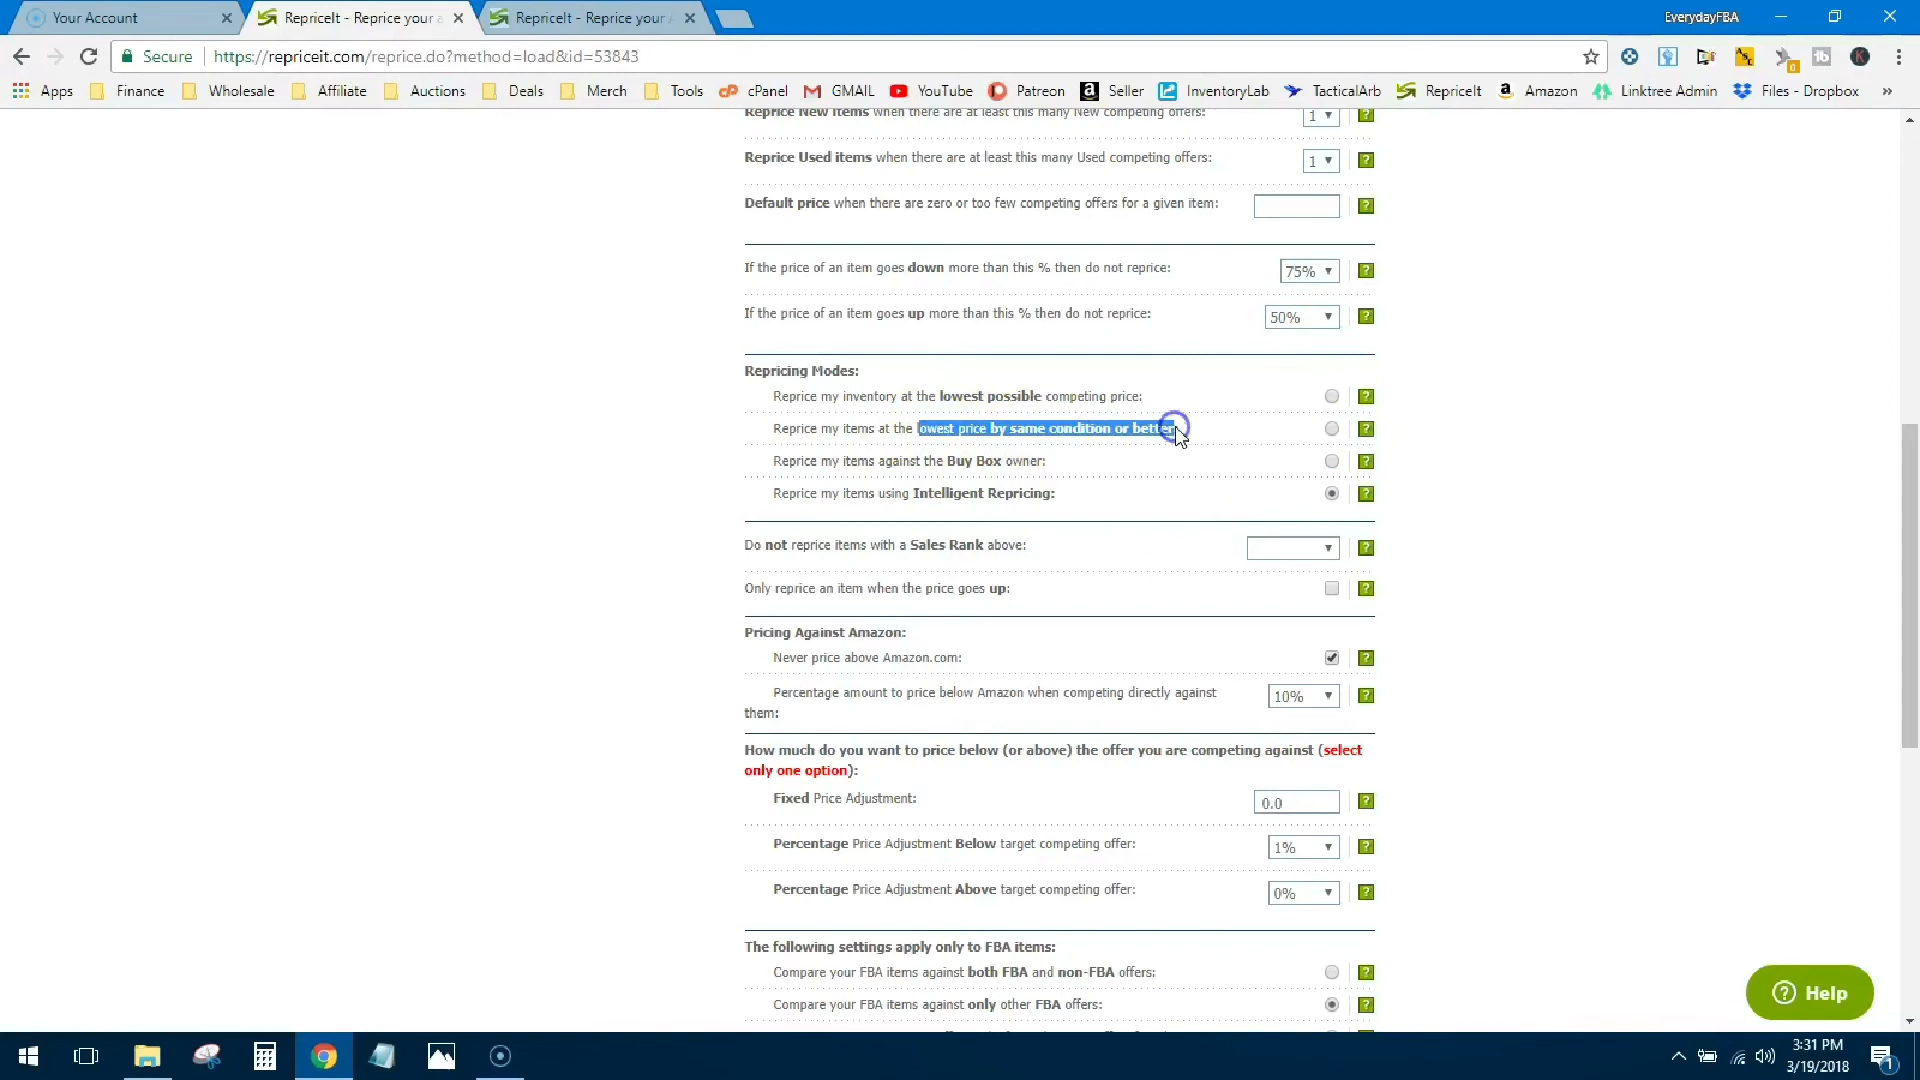 Your Account
RepriceIt - Reprice your a
RepriceIt - Reprice your
EverydayFBA
Secure
https://repriceit.com/reprice.do?method=load&id=53843
Apps
Finance
Wholesale
Affiliate
Auctions
Deals
Merch
Tools
cPanel
GMAIL
YouTube
Patreon
Seller
InventoryLab
TacticalArb
RepriceIt
Amazon
Linktree Admin
Files - Dropbox
»
Reprice New items when there are at least this many New competing offers: 1
Reprice Used items when there are at least this many Used competing offers: 1
Default price when there are zero or too few competing offers for a given item:
If the price of an item goes down more than this % then do not reprice: 75%
If the price of an item goes up more than this % then do not reprice: 50%
Repricing Modes:
Reprice my inventory at the lowest possible competing price:
Reprice my items at the lowest price by same condition or better
Reprice my items against the Buy Box owner:
Reprice my items using Intelligent Repricing:
Do not reprice items with a Sales Rank above:
Only reprice an item when the price goes up:
Pricing Against Amazon:
Never price above Amazon.com:
Percentage amount to price below Amazon when competing directly against
them: 10%
How much do you want to price below (or above) the offer you are competing against (select
only one option):
Fixed Price Adjustment: 0.0
Percentage Price Adjustment Below target competing offer: 1%
Percentage Price Adjustment Above target competing offer: 0%
The following settings apply only to FBA items:
Compare your FBA items against both FBA and non-FBA offers:
Compare your FBA items against only other FBA offers:
? Help
3:31 PM
3/19/2018
1